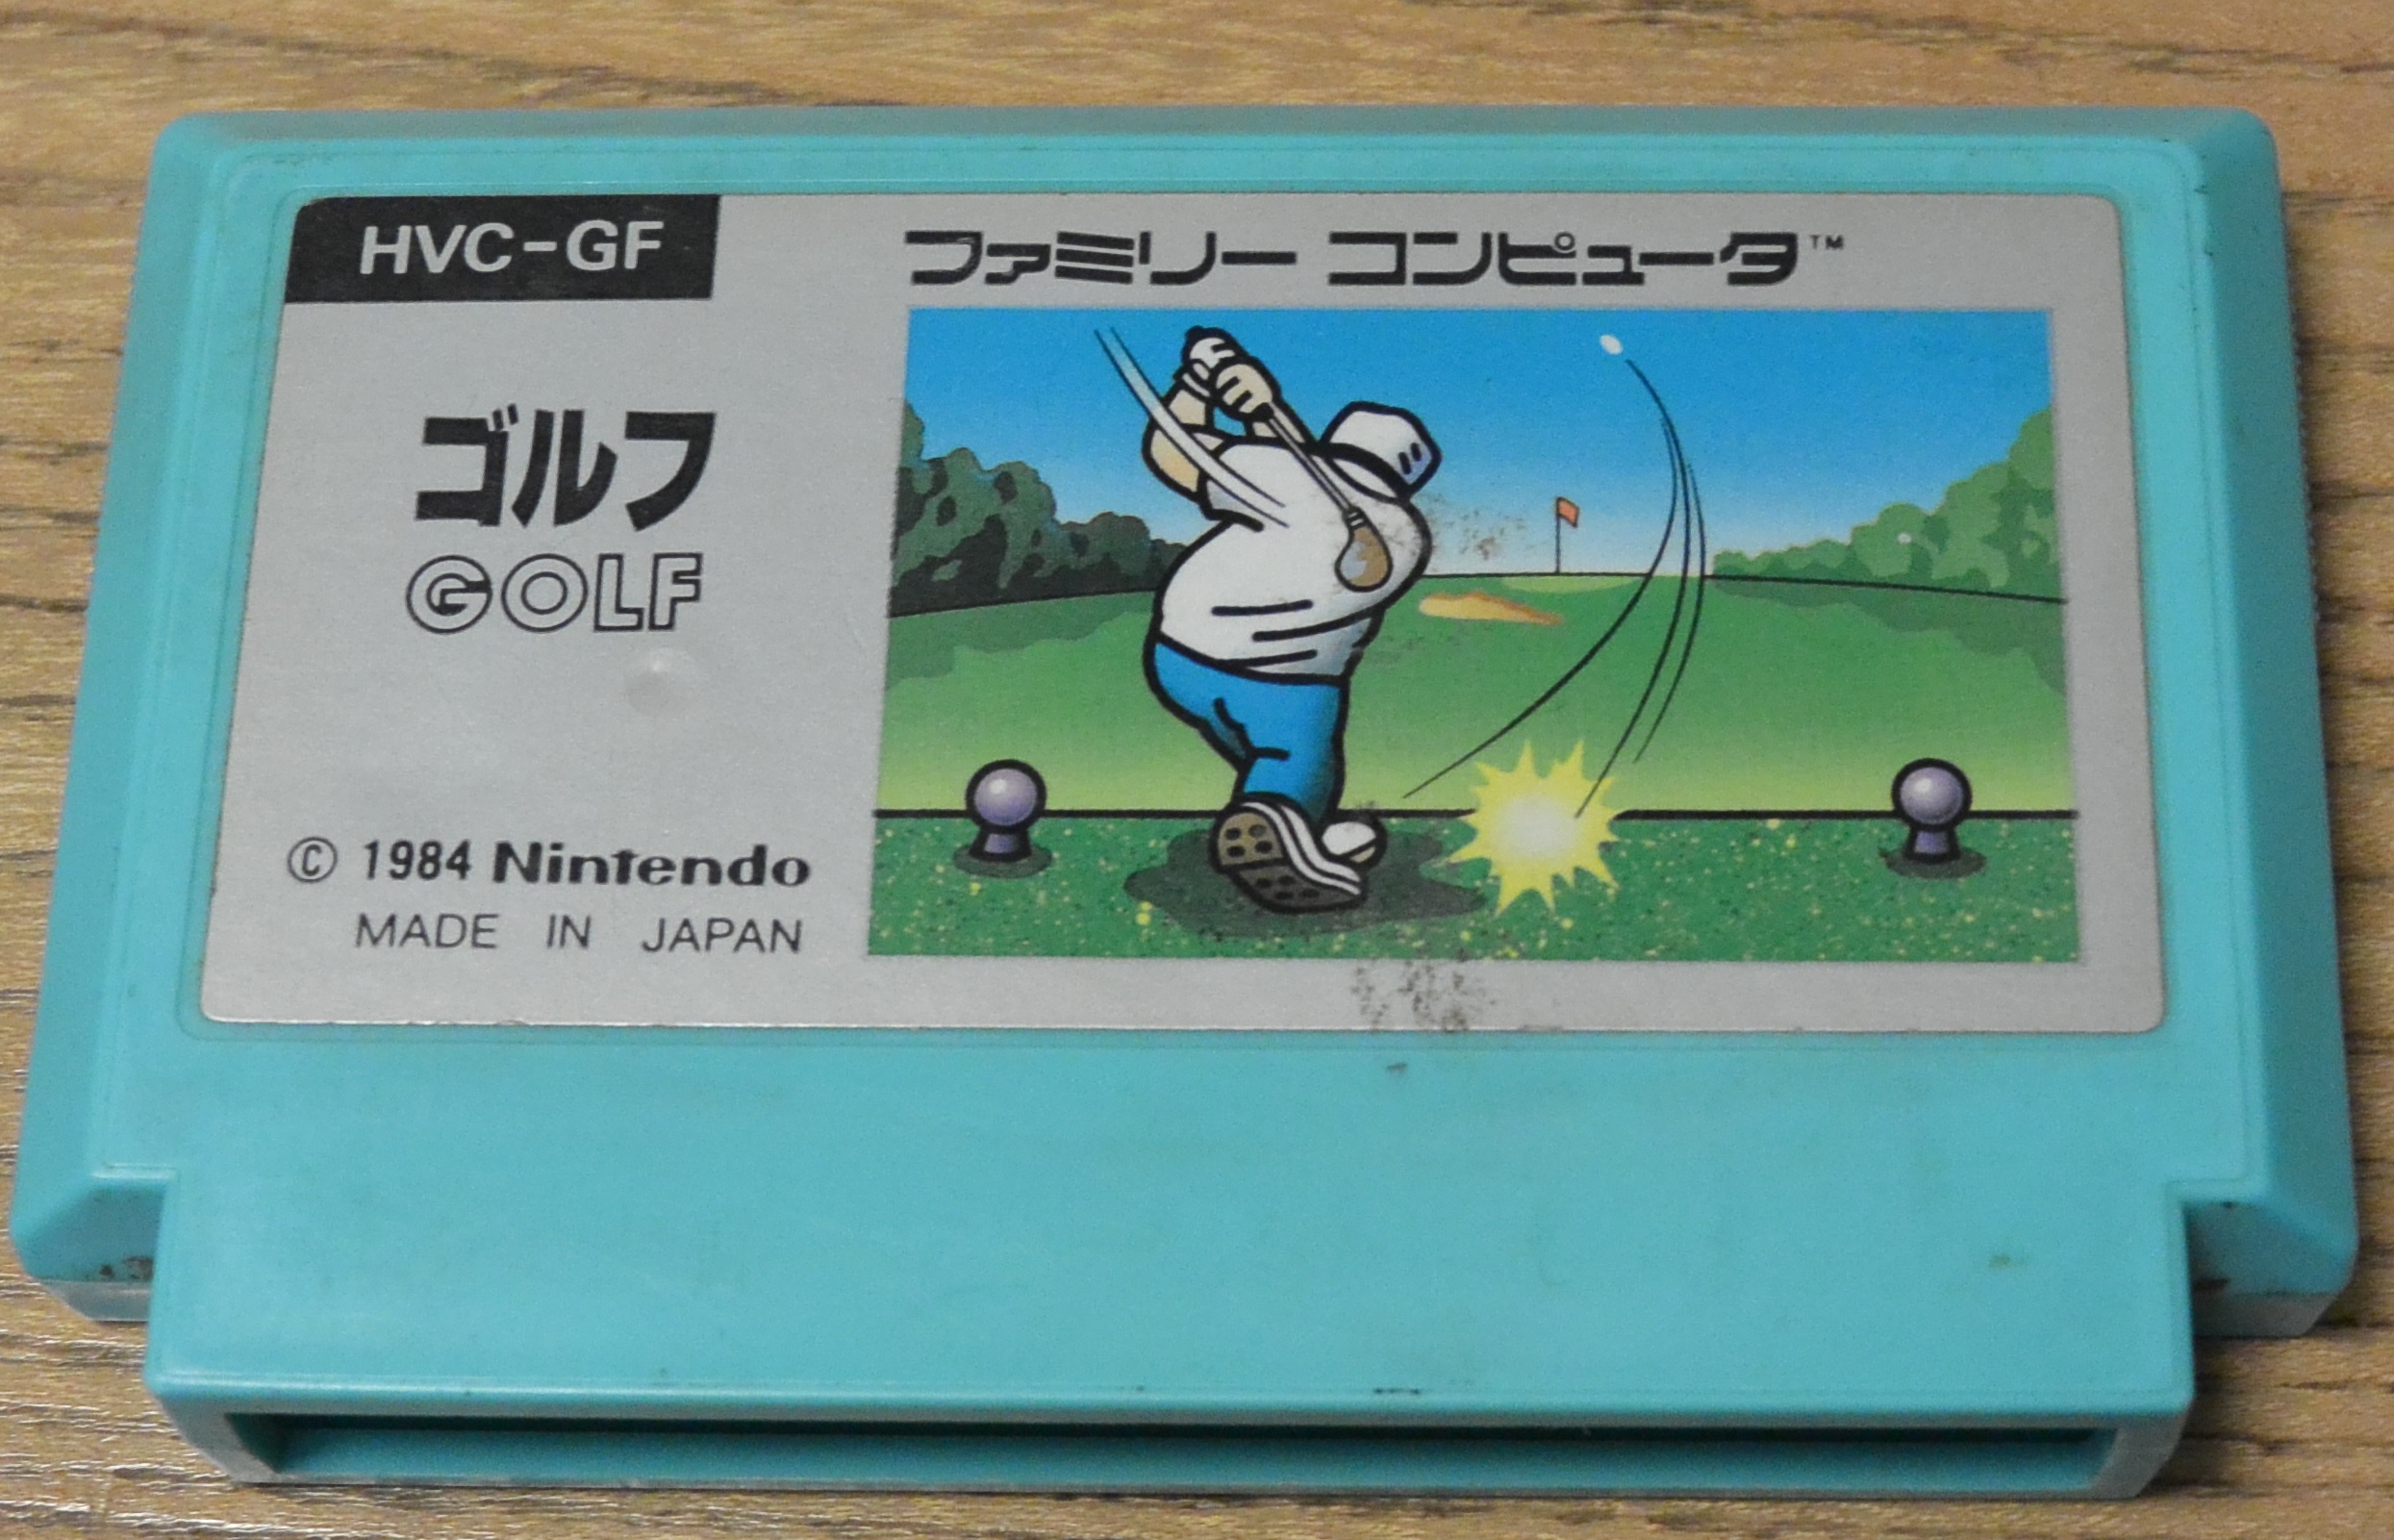 HVC-GF
ファミリー コンピュータ™
ゴルフ
GOLF
© 1984 Nintendo
MADE IN JAPAN